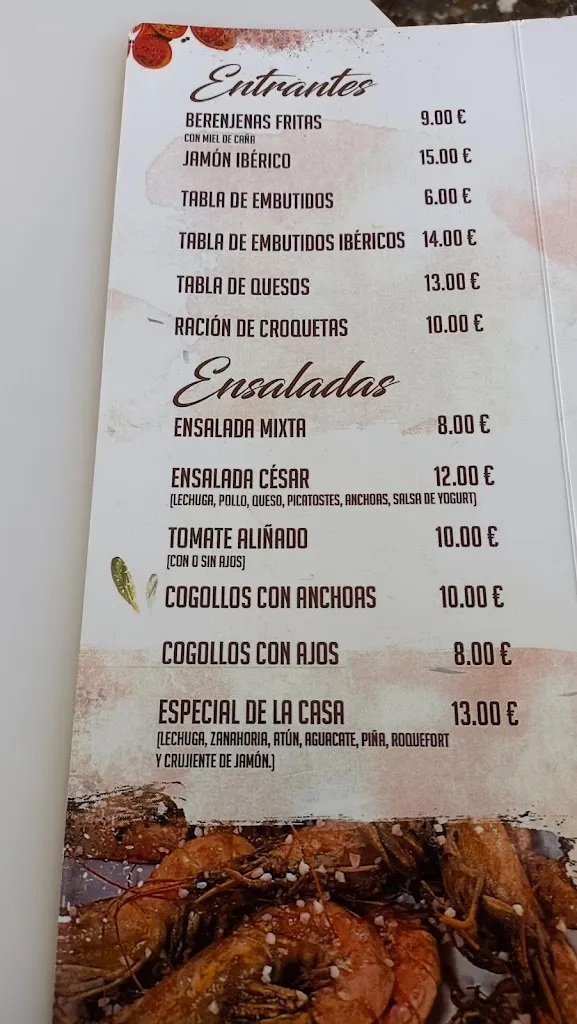 Entrantes
BERENJENAS FRITAS 9.00 €
CON MIEL DE CAÑA
JAMÓN IBÉRICO 15.00 €
TABLA DE EMBUTIDOS 6.00 €
TABLA DE EMBUTIDOS IBÉRICOS 14.00 €
TABLA DE QUESOS 13.00 €
RACIÓN DE CROQUETAS 10.00 €
Ensaladas
ENSALADA MIXTA 8.00 €
ENSALADA CÉSAR 12.00 €
(LECHUGA, POLLO, QUESO, PICATOSTES, ANCHOAS, SALSA DE YOGURT)
TOMATE ALIÑADO 10.00 €
(CON O SIN AJOS)
COGOLLOS CON ANCHOAS 10.00 €
COGOLLOS CON AJOS 8.00 €
ESPECIAL DE LA CASA 13.00 €
(LECHUGA, ZANAHORIA, ATÚN, AGUACATE, PIÑA, ROQUEFORT
Y CRUJIENTE DE JAMÓN.)